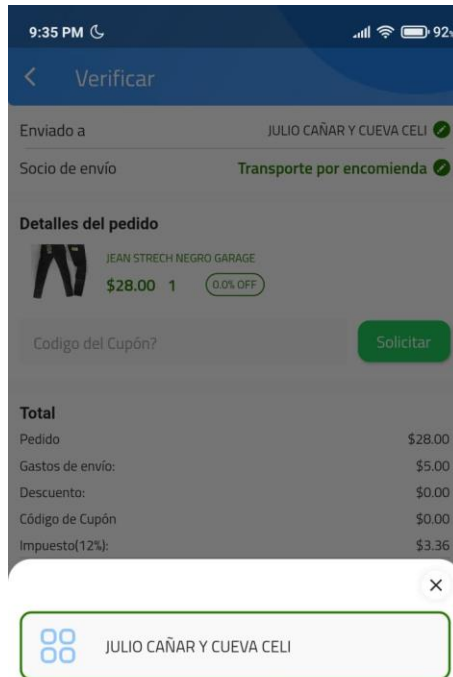 9:35 PM 92
Verificar
Enviado a JULIO CAÑAR Y CUEVA CELI
Socio de envío Transporte por encomienda
Detalles del pedido
JEAN STRECH NEGRO GARAGE
$28.00 1 0.0% OFF
Codigo del Cupón? Solicitar
Total
Pedido $28.00
Gastos de envío: $5.00
Descuento: $0.00
Código de Cupón $0.00
Impuesto(12%): $3.36
JULIO CAÑAR Y CUEVA CELI